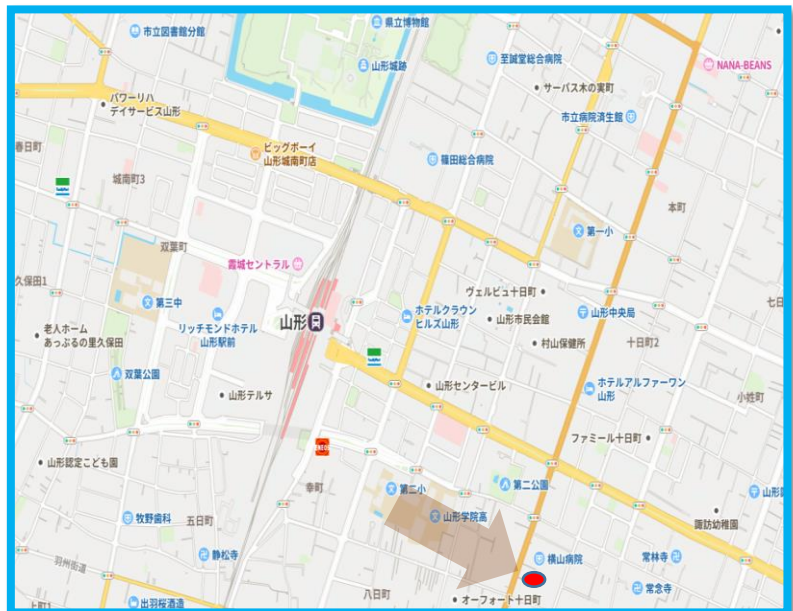 県立博物館
市立図書館分館
至誠堂総合病院
NANA-BEANS
山形城跡
サーパス木の実町
パワーリハ
デイサービス山形
市立病院済生館
春日町
ビッグボーイ
山形城南町店
篠田総合病院
城南町3
本町
第一小
双葉町
霞城セントラル
久保田1
ヴェルビュ十日町
七日
第三中
リッチモンドホテル
山形駅前
山形
ホテルクラウン
ヒルズ山形
山形市民会館
山形中央局
老人ホーム
あっぷるの里久保田
村山保健所
十日町2
双葉公園
山形センタービル
ホテルアルファーワン
山形
山形テルサ
小姓町
ファミール十日町
山形認定こども園
幸町
第二小
第二公園
山形
牧野歯科
五日町
山形学院高
諏訪幼稚園
静松寺
横山病院
常林寺
羽州街道
八日町
オーフォート十日町
常念寺
上町1
出羽桜酒造